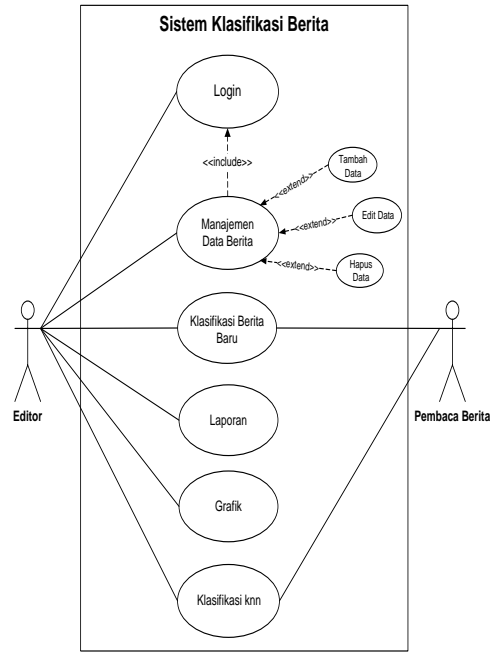 Sistem Klasifikasi Berita
Login
<<include>>
Tambah
Data
<<extend>>
Manajemen
Data Berita
<<extend>>
Edit Data
<<extend>>
Hapus
Data
Klasifikasi Berita
Baru
Editor
Pembaca Berita
Laporan
Grafik
Klasifikasi knn